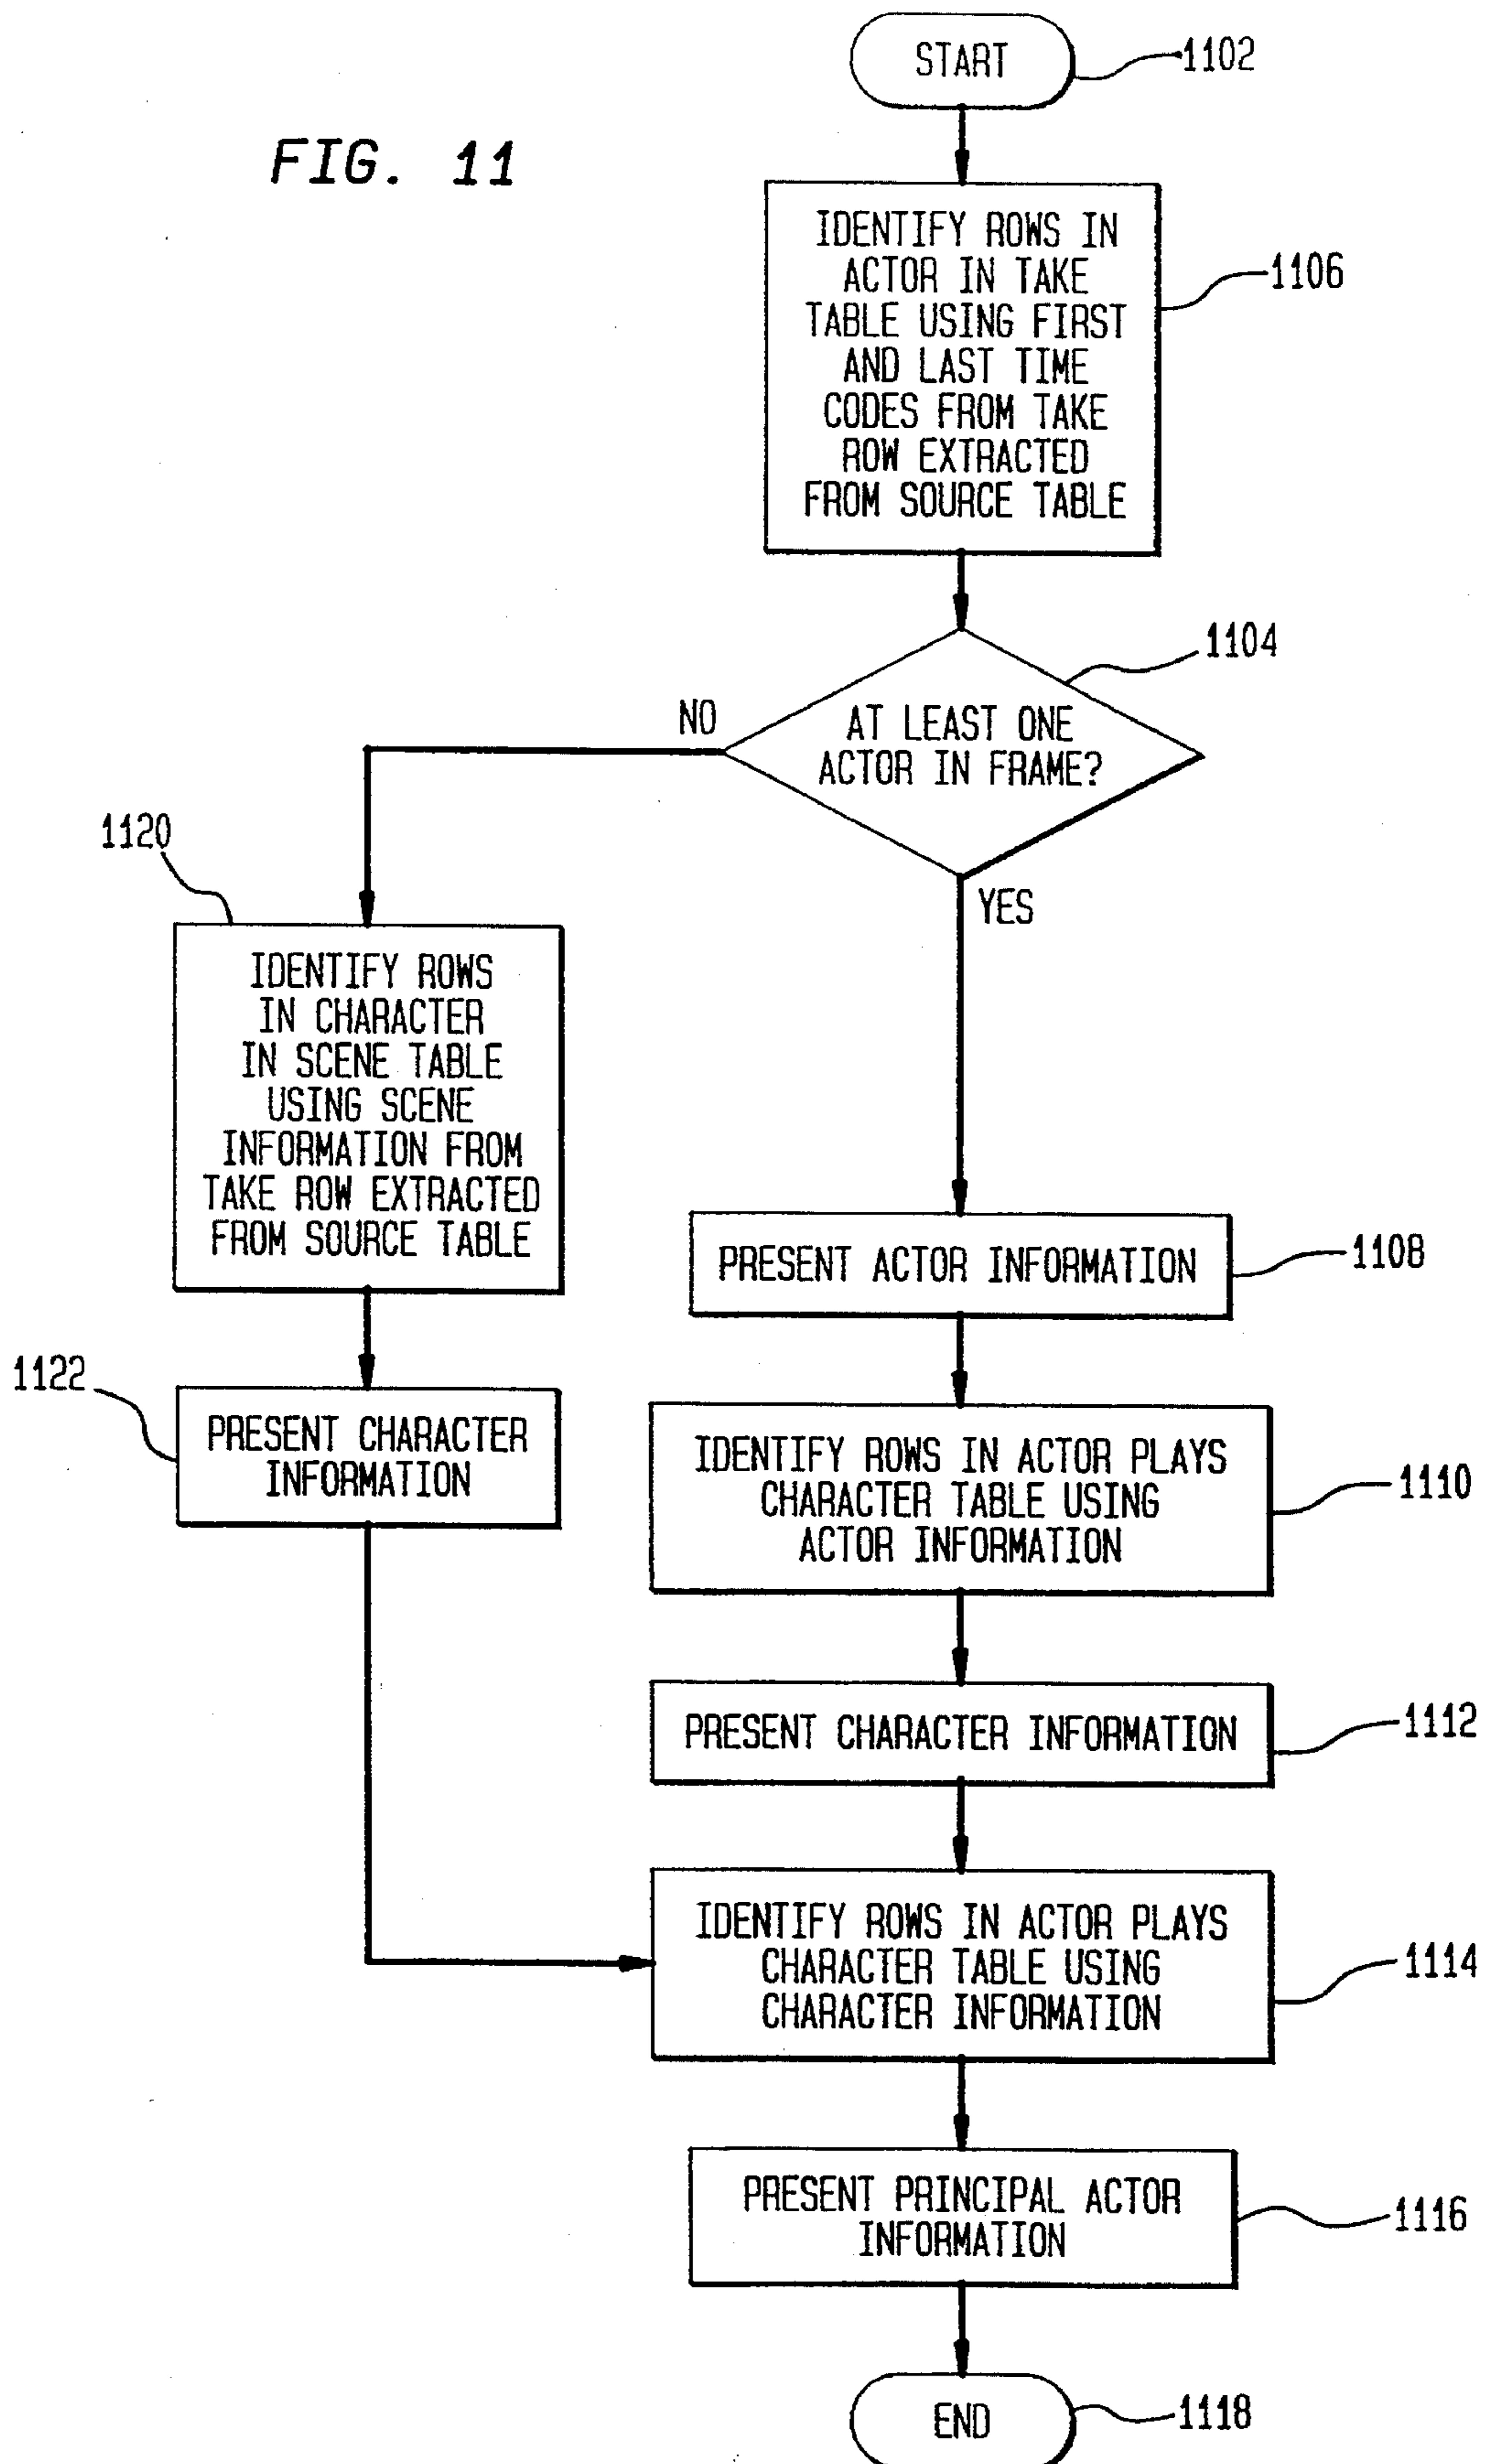 START
1102
FIG. 11
IDENTIFY ROWS IN
ACTOR IN TAKE
TABLE USING FIRST
AND LAST TIME
CODES FROM TAKE
ROW EXTRACTED
FROM SOURCE TABLE
1106
1104
AT LEAST ONE
ACTOR IN FRAME?
NO
YES
1120
IDENTIFY ROWS
IN CHARACTER
IN SCENE TABLE
USING SCENE
INFORMATION FROM
TAKE ROW EXTRACTED
FROM SOURCE TABLE
PRESENT ACTOR INFORMATION
1108
1122
PRESENT CHARACTER
INFORMATION
IDENTIFY ROWS IN ACTOR PLAYS
CHARACTER TABLE USING
ACTOR INFORMATION
1110
PRESENT CHARACTER INFORMATION
1112
IDENTIFY ROWS IN ACTOR PLAYS
CHARACTER TABLE USING
CHARACTER INFORMATION
1114
PRESENT PRINCIPAL ACTOR
INFORMATION
1116
END
1118